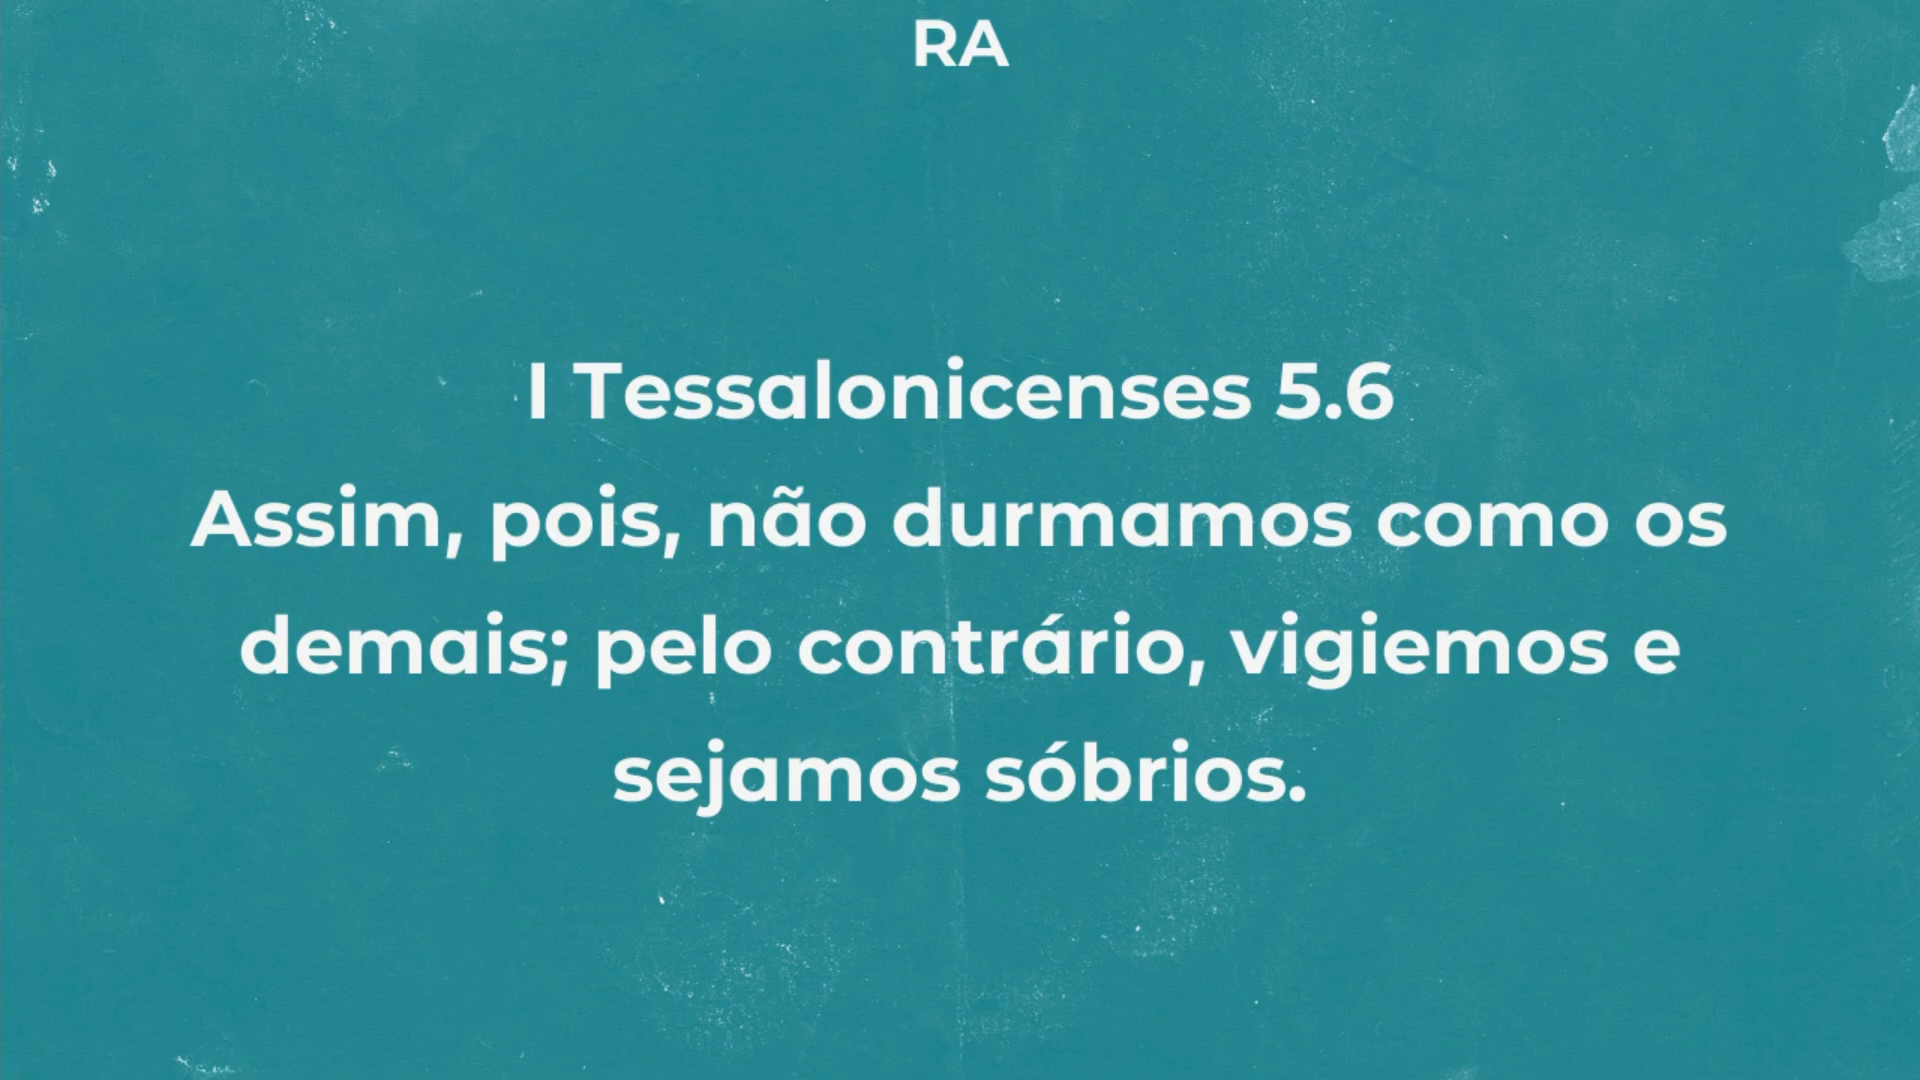 RA
I Tessalonicenses 5.6
Assim, pois, não durmamos como os
demais; pelo contrário, vigiemos e
sejamos sóbrios.